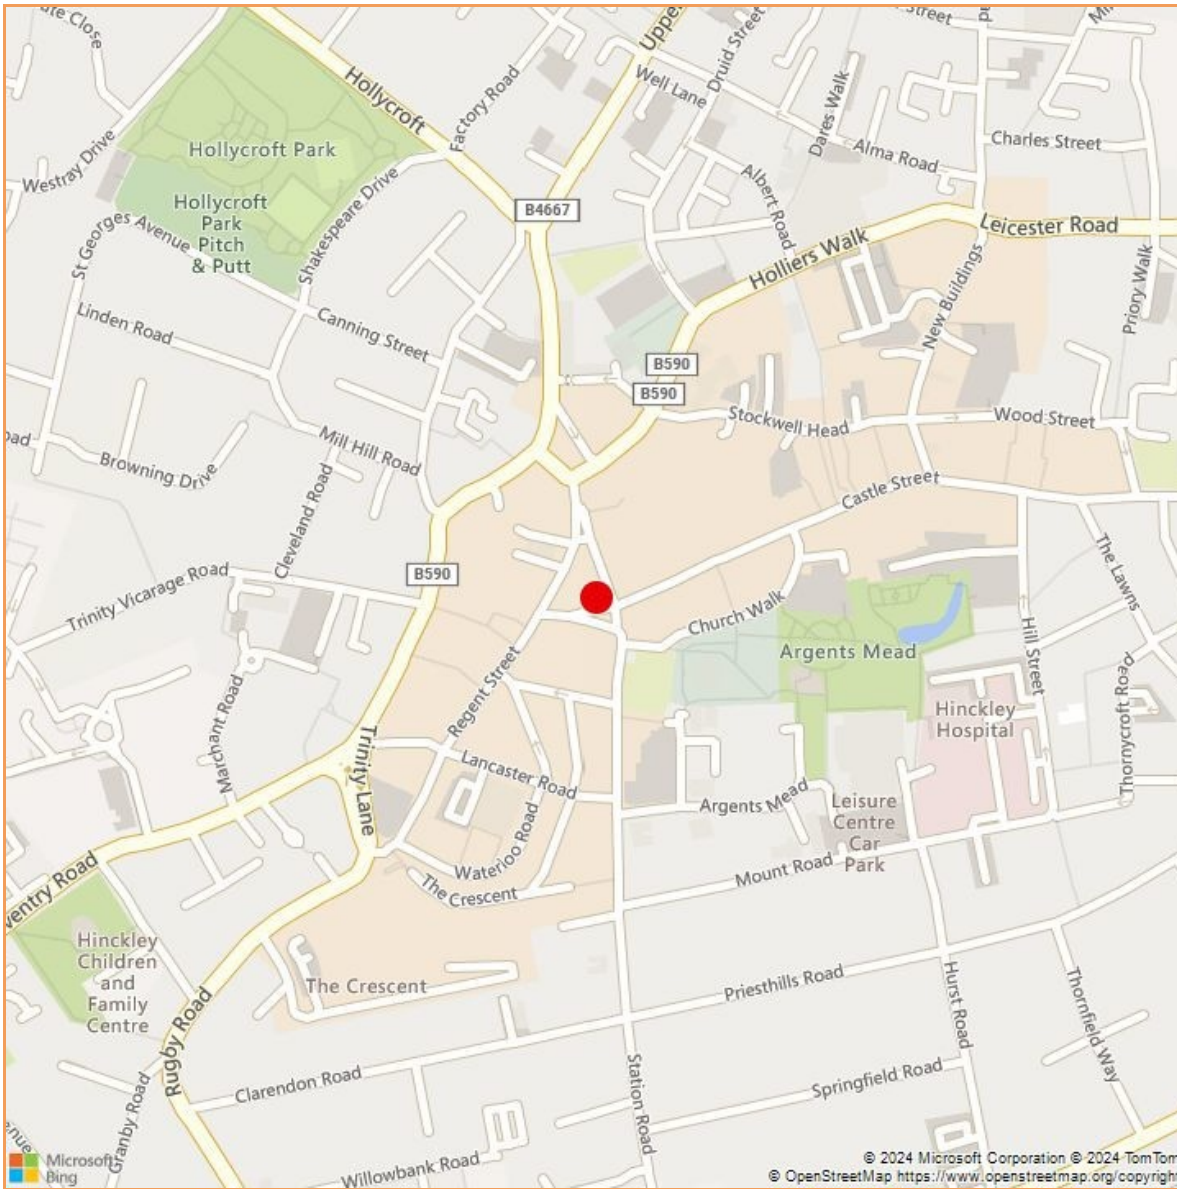 Street
Well Lane
Druid Street
Hollycroft
Factory Road
Dares Walk
Charles Street
Alma Road
Westray Drive
Hollycroft Park
Albert Road
Hollycroft
Park
Pitch
& Putt
St Georges Avenue
Shakespeare Drive
B4667
Leicester Road
Holliers Walk
New Buildings
Priory Walk
Linden Road
Canning Street
B590
B590
Stockwell Head
Wood Street
Mill Hill Road
Browning Drive
Castle Street
Cleveland Road
The Lawns
B590
Trinity Vicarage Road
Church Walk
Hill Street
Argents Mead
Regent Street
Thornycroft Road
Marchant Road
Hinckley
Hospital
Trinity Lane
Lancaster Road
Argents Mead
Leisure
Centre
Car
Park
Waterloo Road
Mount Road
The Crescent
Hinckley
Children
and
Family
Centre
The Crescent
Priesthills Road
Hurst Road
Thornfield Way
Rugby Road
Station Road
Clarendon Road
Springfield Road
Granby Road
Willowbank Road
Microsoft
Bing
© 2024 Microsoft Corporation © 2024 TomTom
© OpenStreetMap https://www.openstreetmap.org/copyright